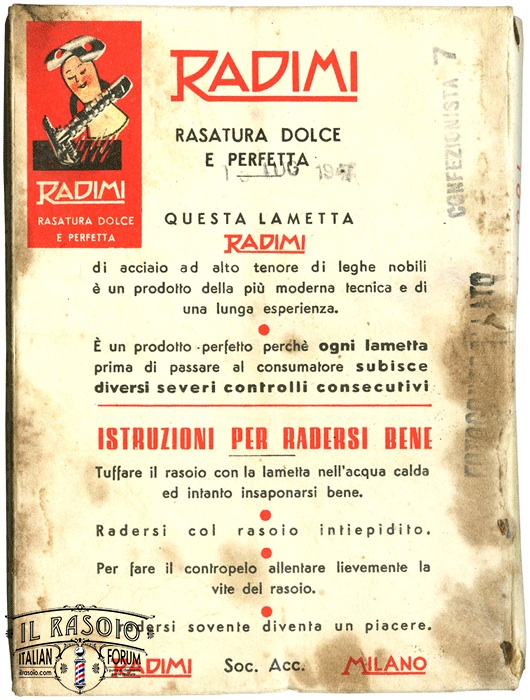 RADIMI
RASATURA DOLCE
E PERFETTA
RADIMI
RASATURA DOLCE
E PERFETTA
LUG 1947
CONFEZIONISTA 7
QUESTA LAMETTA
RADIMI
di acciaio ad alto tenore di leghe nobili
è un prodotto della più moderna tecnica e di
una lunga esperienza.
È un prodotto perfetto perchè ogni lametta
prima di passare al consumatore subisce
diversi severi controlli consecutivi
ISTRUZIONI PER RADERSI BENE
Tuffare il rasoio con la lametta nell'acqua calda
ed intanto insaponarsi bene.
Radersi col rasoio intiepidito.
Per fare il contropelo allentare lievemente la
vite del rasoio.
Radersi sovente diventa un piacere.
RADIMI Soc. Acc. MILANO
IL RASOIO
ITALIAN FORUM
ilrasoio.com